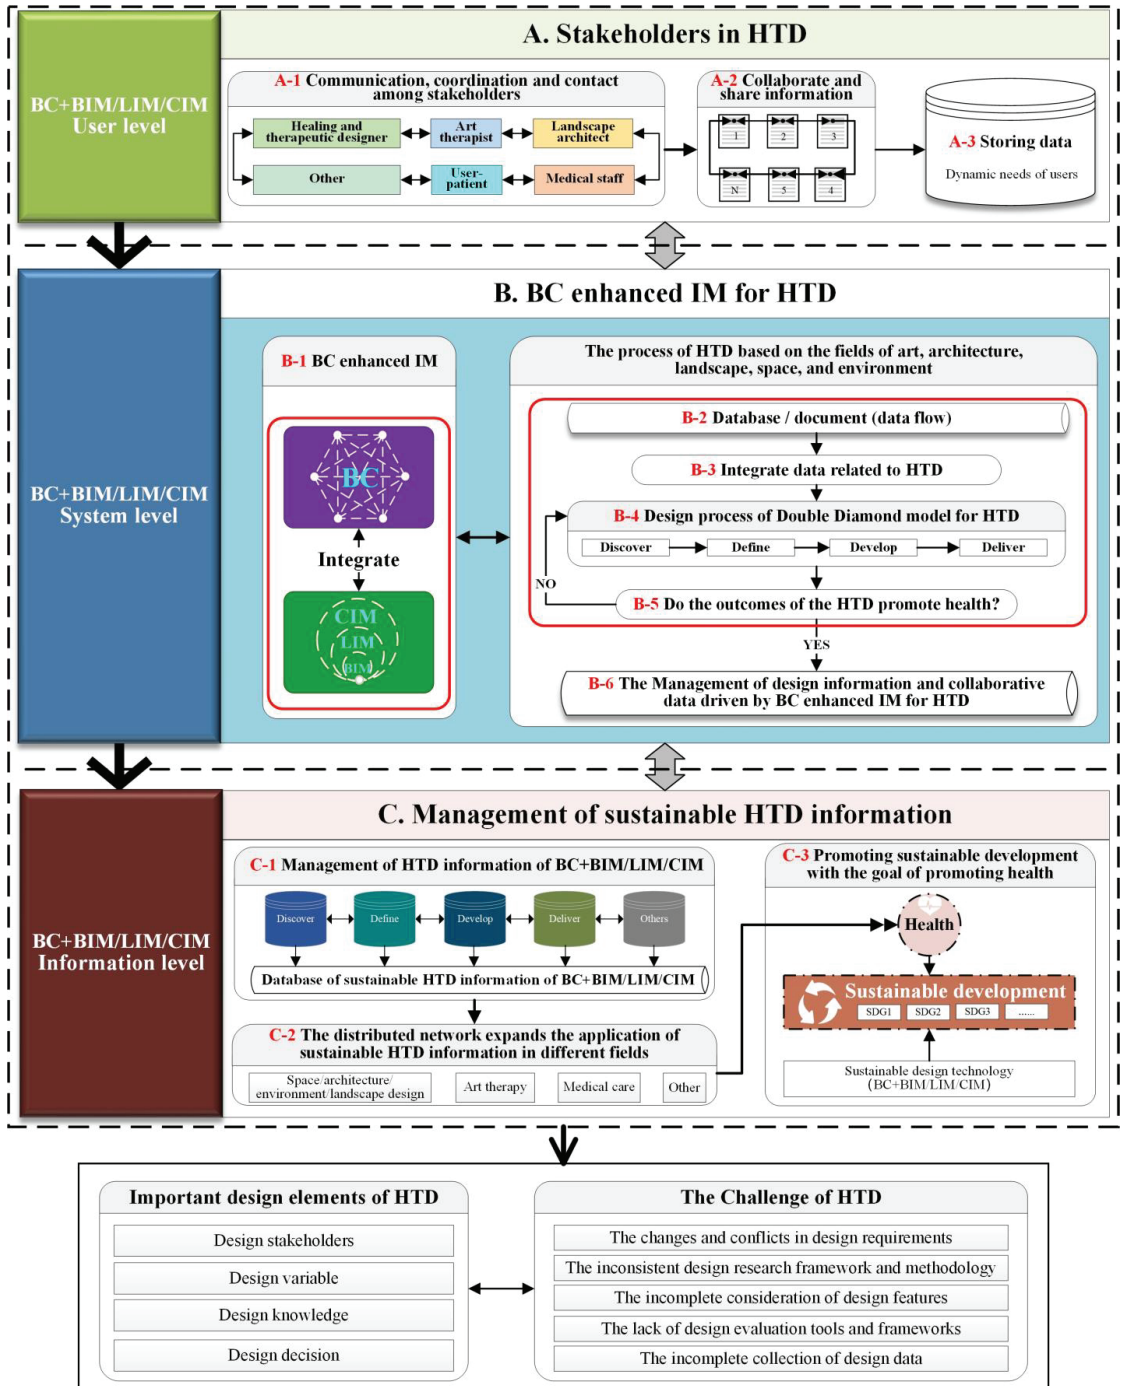 BC+BIM/LIM/CIM
User level
A. Stakeholders in HTD
A-1 Communication, coordination and contact
among stakeholders
Healing and
therapeutic designer
Art
therapist
Landscape
architect
Other
User-
patient
Medical staff
A-2 Collaborate and
share information
1
2
3
N
5
4
A-3 Storing data
Dynamic needs of users
BC+BIM/LIM/CIM
System level
B. BC enhanced IM for HTD
B-1 BC enhanced IM
BC
Integrate
CIM
LIM
BIM
The process of HTD based on the fields of art, architecture,
landscape, space, and environment
B-2 Database / document (data flow)
B-3 Integrate data related to HTD
B-4 Design process of Double Diamond model for HTD
Discover
Define
Develop
Deliver
NO
B-5 Do the outcomes of the HTD promote health?
YES
B-6 The Management of design information and collaborative
data driven by BC enhanced IM for HTD
BC+BIM/LIM/CIM
Information level
C. Management of sustainable HTD information
C-1 Management of HTD information of BC+BIM/LIM/CIM
Discover
Define
Develop
Deliver
Others
Database of sustainable HTD information of BC+BIM/LIM/CIM
C-2 The distributed network expands the application of
sustainable HTD information in different fields
Space/architecture/
environment/landscape design
Art therapy
Medical care
Other
C-3 Promoting sustainable development
with the goal of promoting health
Health
Sustainable development
SDG1
SDG2
SDG3
......
Sustainable design technology
(BC+BIM/LIM/CIM)
Important design elements of HTD
Design stakeholders
Design variable
Design knowledge
Design decision
The Challenge of HTD
The changes and conflicts in design requirements
The inconsistent design research framework and methodology
The incomplete consideration of design features
The lack of design evaluation tools and frameworks
The incomplete collection of design data